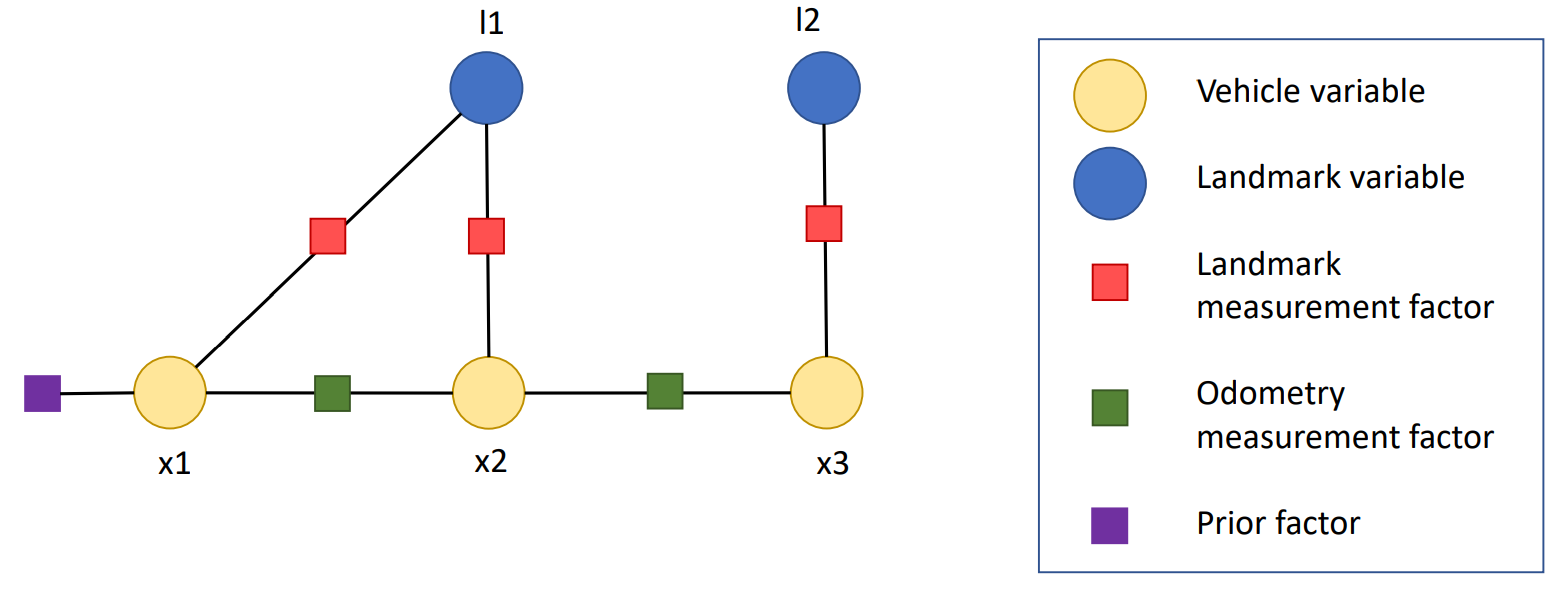 l1
l2
x1
x2
x3
Vehicle variable
Landmark variable
Landmark
measurement factor
Odometry
measurement factor
Prior factor